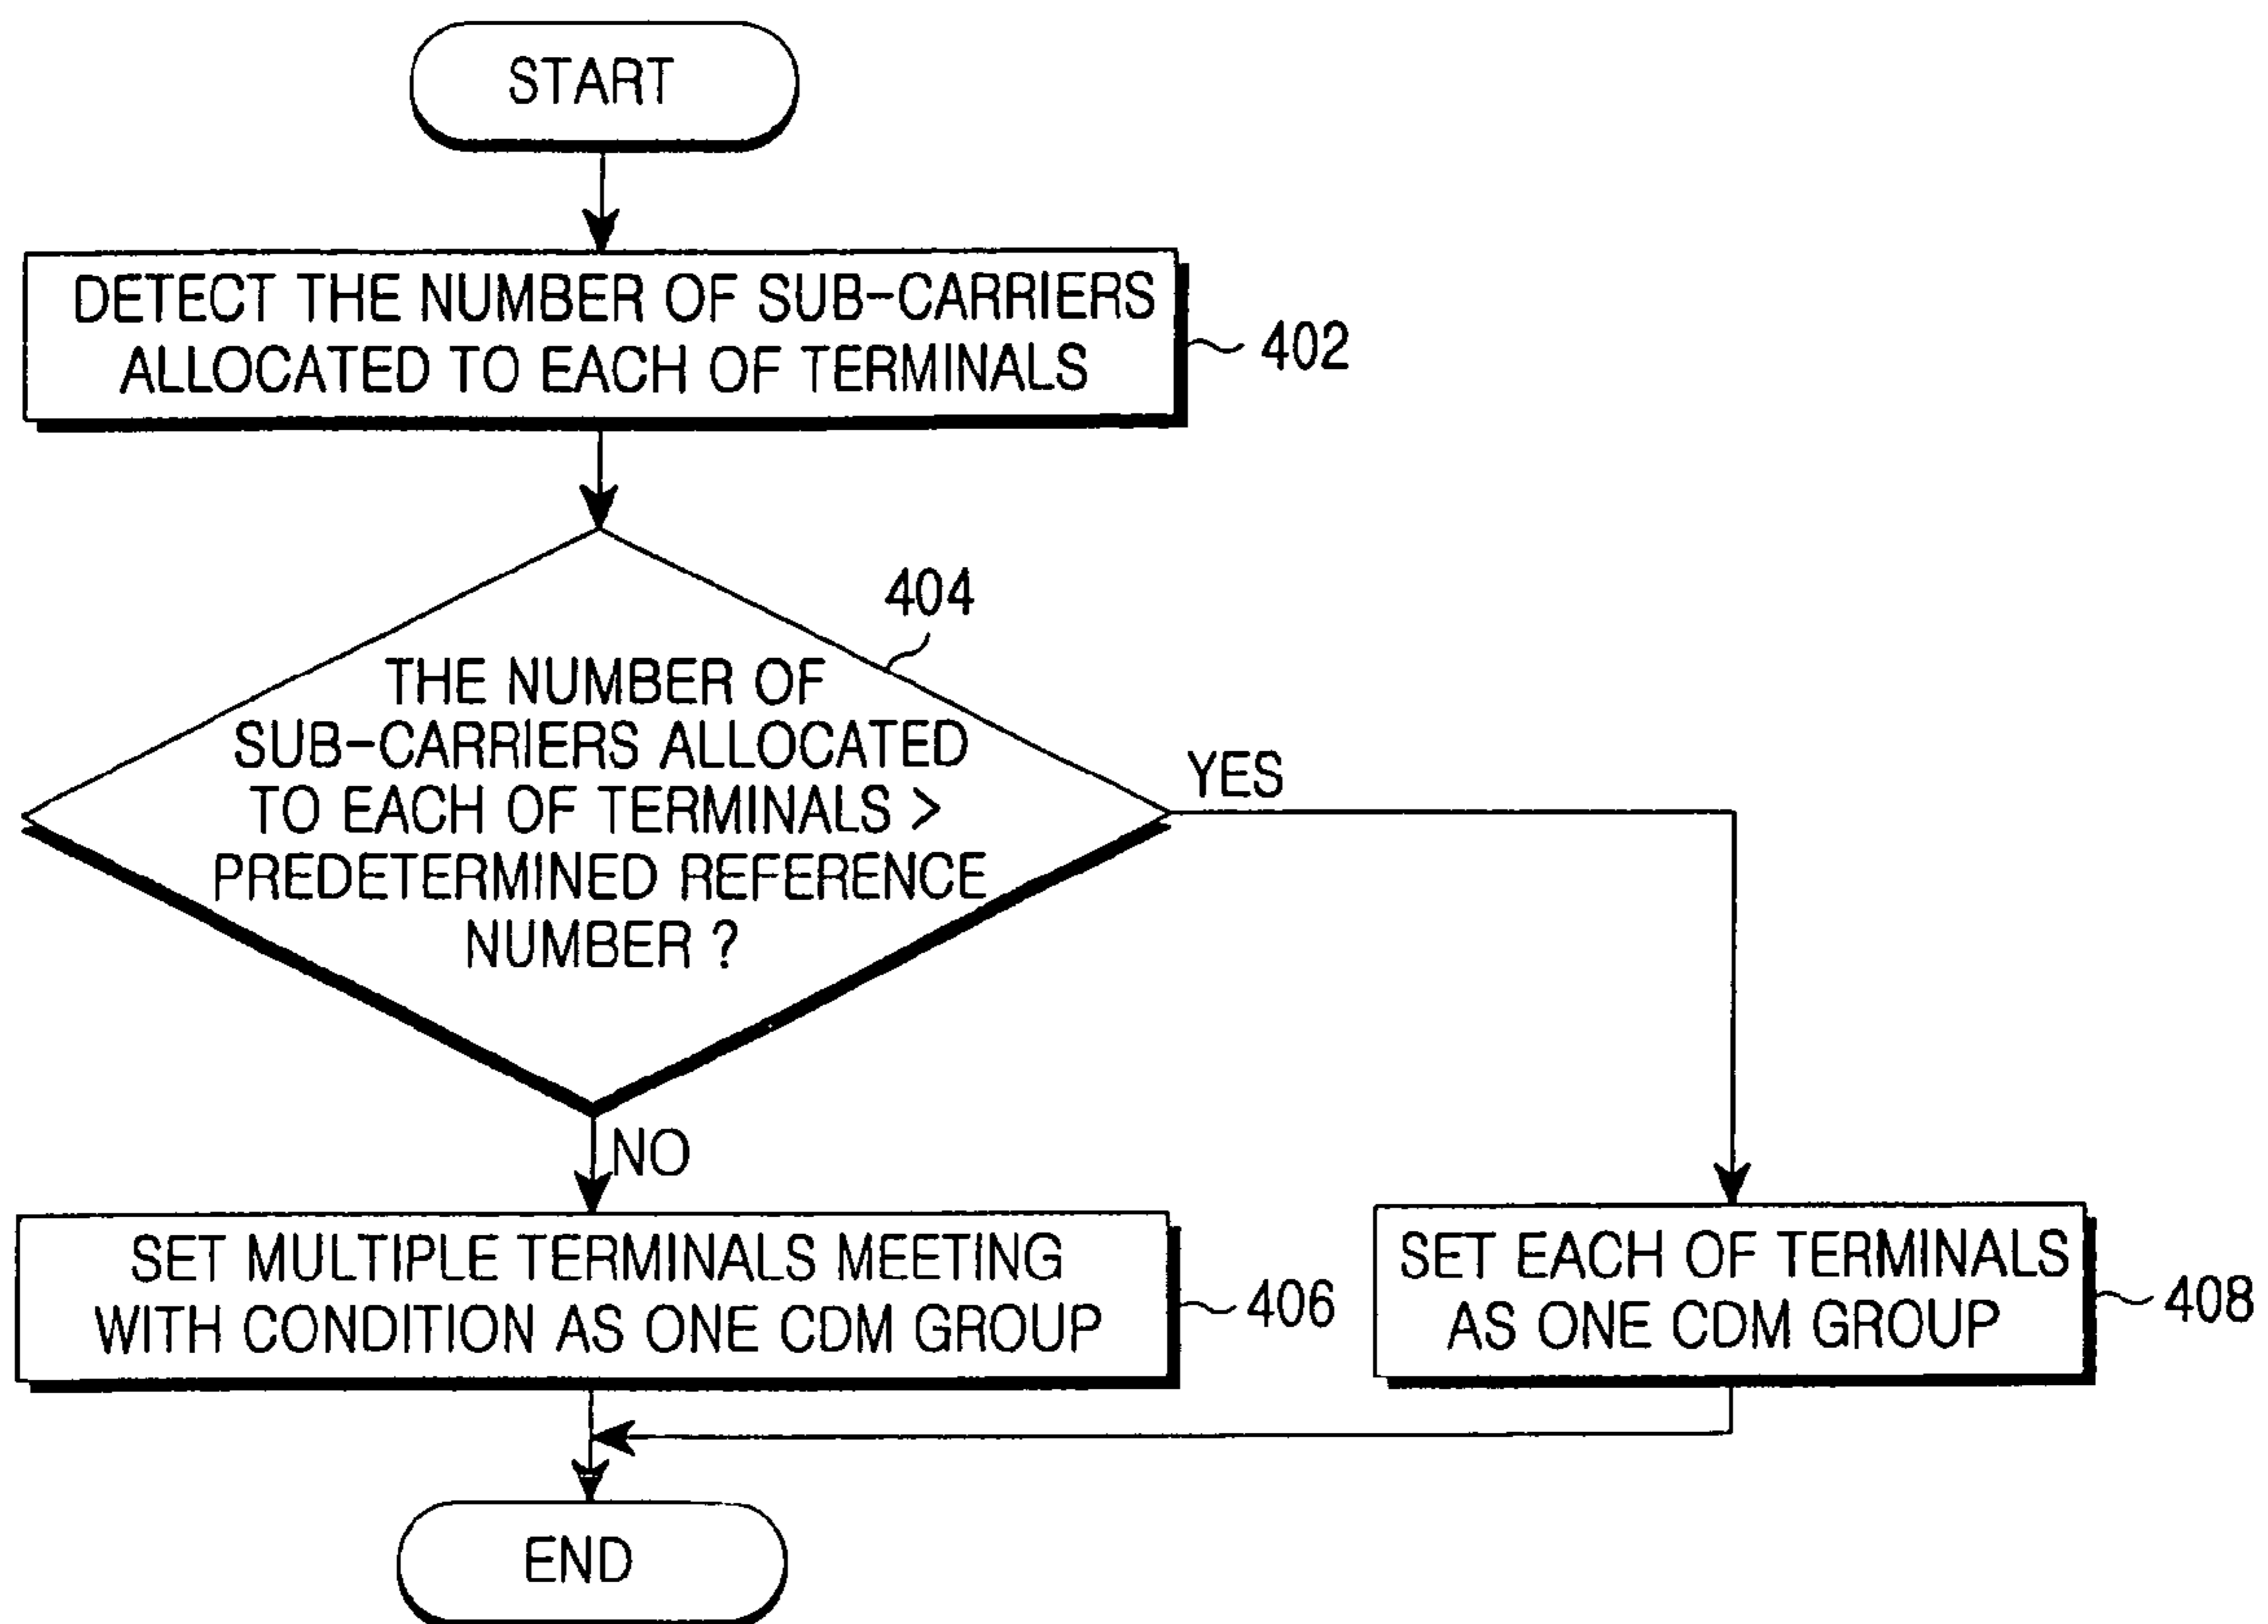 START
DETECT THE NUMBER OF SUB-CARRIERS
ALLOCATED TO EACH OF TERMINALS
402
404
THE NUMBER OF
SUB-CARRIERS ALLOCATED
TO EACH OF TERMINALS >
PREDETERMINED REFERENCE
NUMBER ?
YES
NO
SET MULTIPLE TERMINALS MEETING
WITH CONDITION AS ONE CDM GROUP
406
SET EACH OF TERMINALS
AS ONE CDM GROUP
408
END